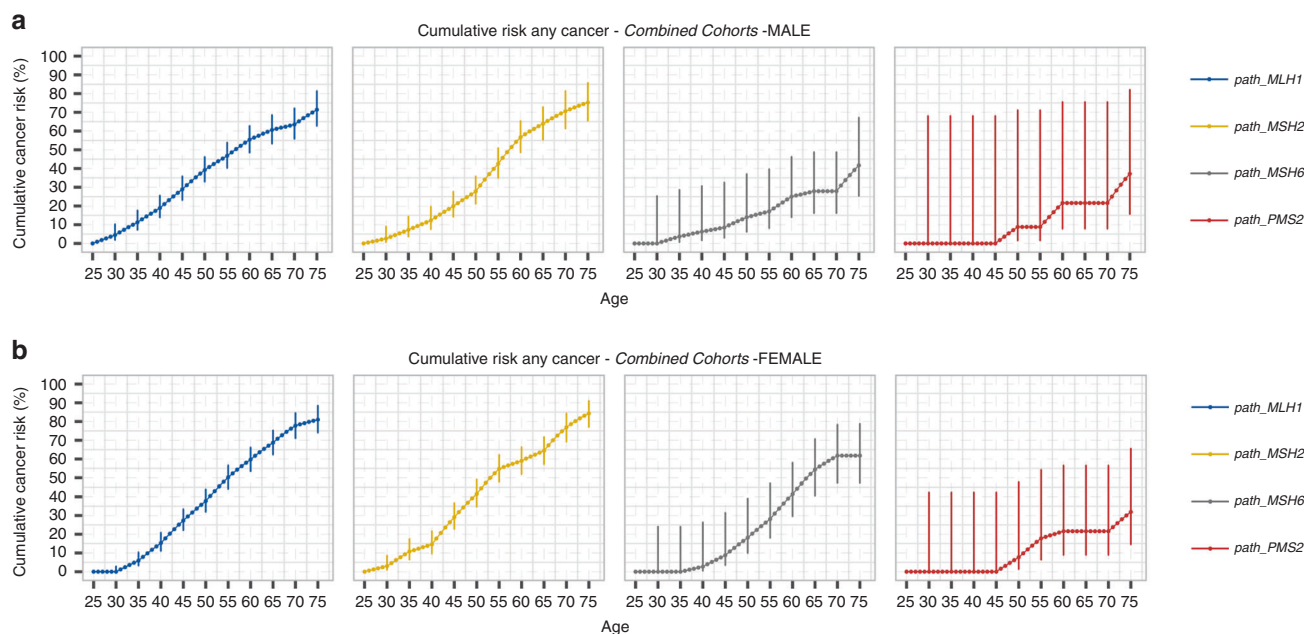 a
Cumulative risk any cancer - Combined Cohorts -MALE
Cumulative cancer risk (%)
100
90
80
70
60
50
40
30
20
10
0
25 30 35 40 45 50 55 60 65 70 75
25 30 35 40 45 50 55 60 65 70 75
25 30 35 40 45 50 55 60 65 70 75
25 30 35 40 45 50 55 60 65 70 75
Age
path_MLH1
path_MSH2
path_MSH6
path_PMS2
b
Cumulative risk any cancer - Combined Cohorts -FEMALE
Cumulative cancer risk (%)
100
90
80
70
60
50
40
30
20
10
0
25 30 35 40 45 50 55 60 65 70 75
25 30 35 40 45 50 55 60 65 70 75
25 30 35 40 45 50 55 60 65 70 75
25 30 35 40 45 50 55 60 65 70 75
Age
path_MLH1
path_MSH2
path_MSH6
path_PMS2